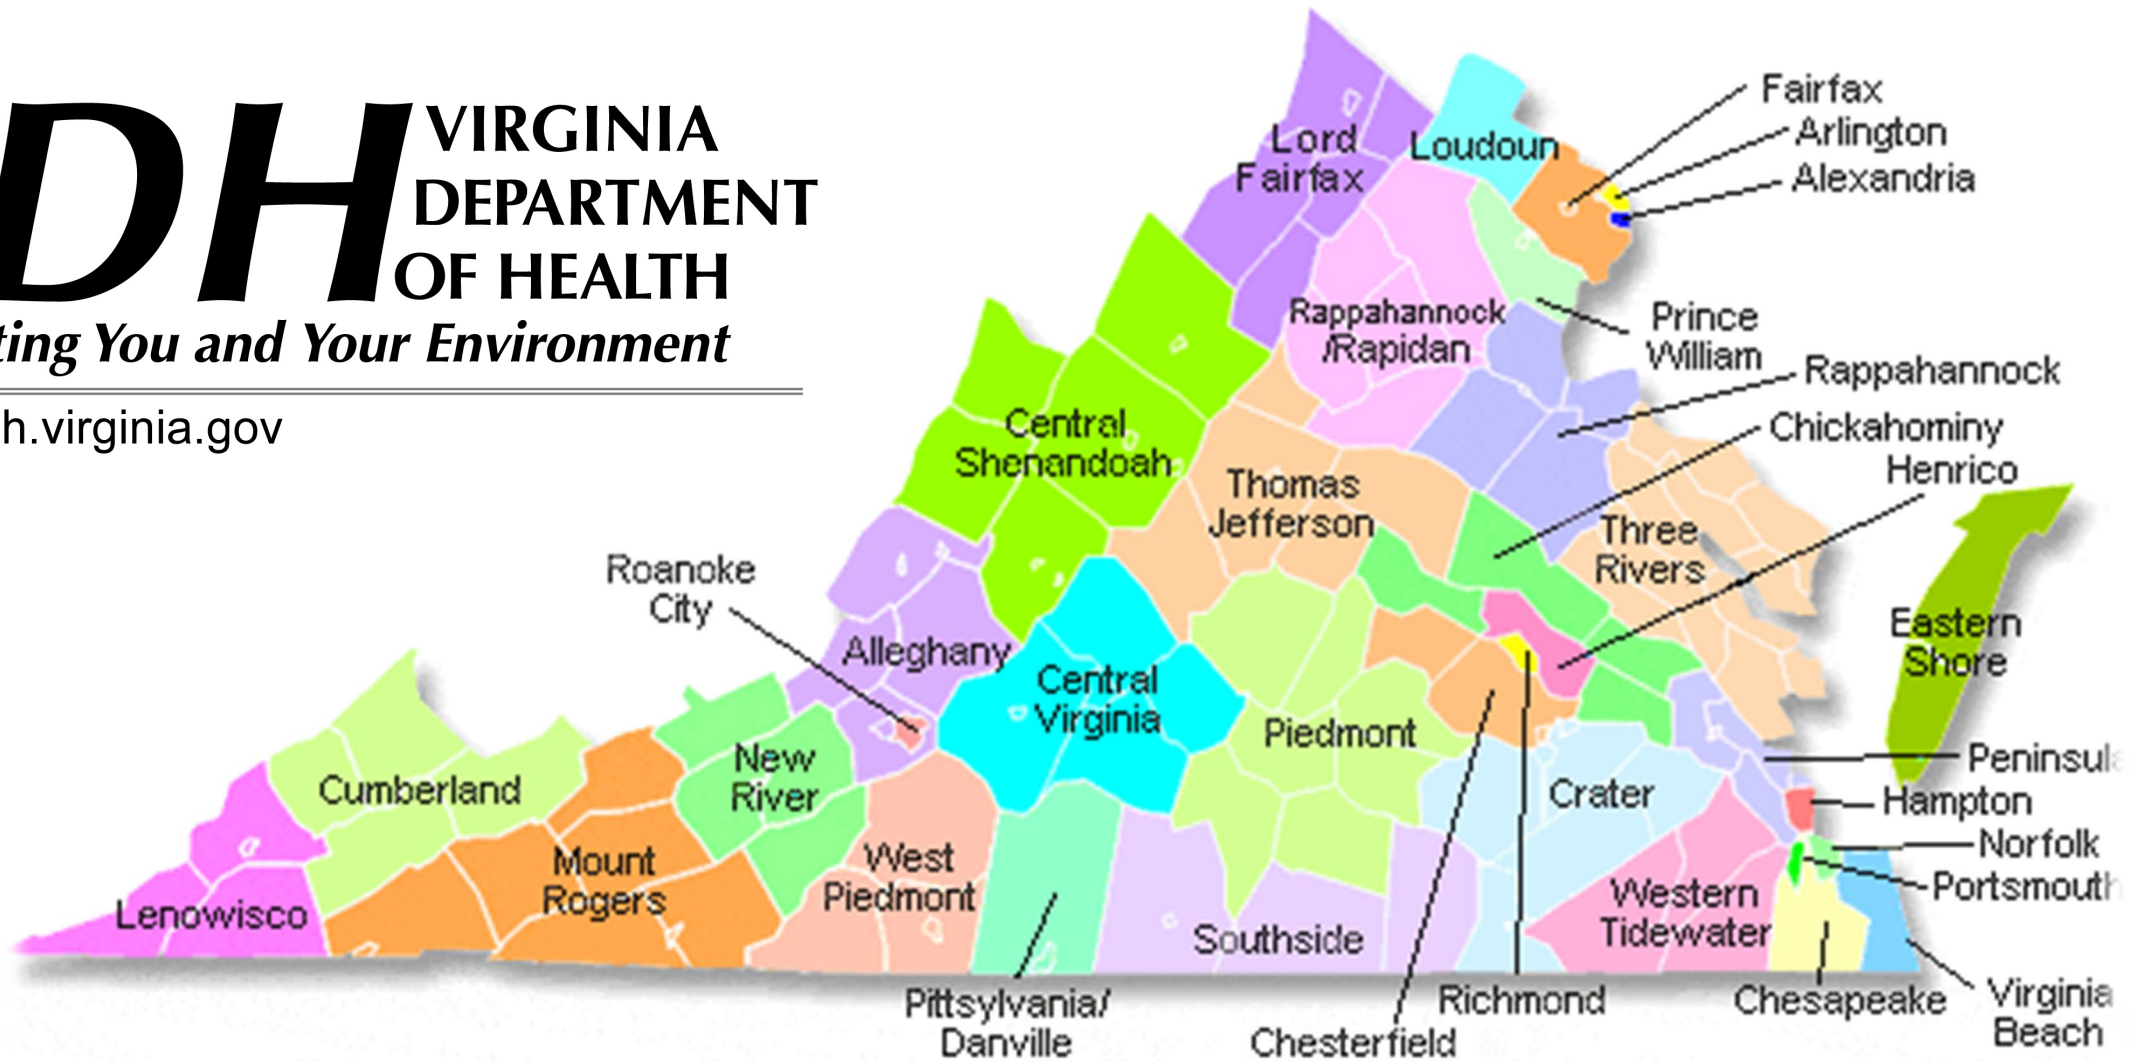 DH
VIRGINIA
DEPARTMENT
OF HEALTH
ting You and Your Environment
h.virginia.gov
Fairfax
Arlington
Alexandria
Lord
Fairfax
Loudoun
Rappahannock
/Rapidan
Prince
William
Rappahannock
Chickahominy
Henrico
Central
Shenandoah
Thomas
Jefferson
Three
Rivers
Roanoke
City
Alleghany
Eastern
Shore
Central
Virginia
Piedmont
New
River
Cumberland
Peninsula
Hampton
Crater
Norfolk
Portsmouth
Mount
Rogers
West
Piedmont
Western
Tidewater
Lenowisco
Southside
Pittsylvania/
Danville
Richmond
Chesapeake
Virginia
Beach
Chesterfield